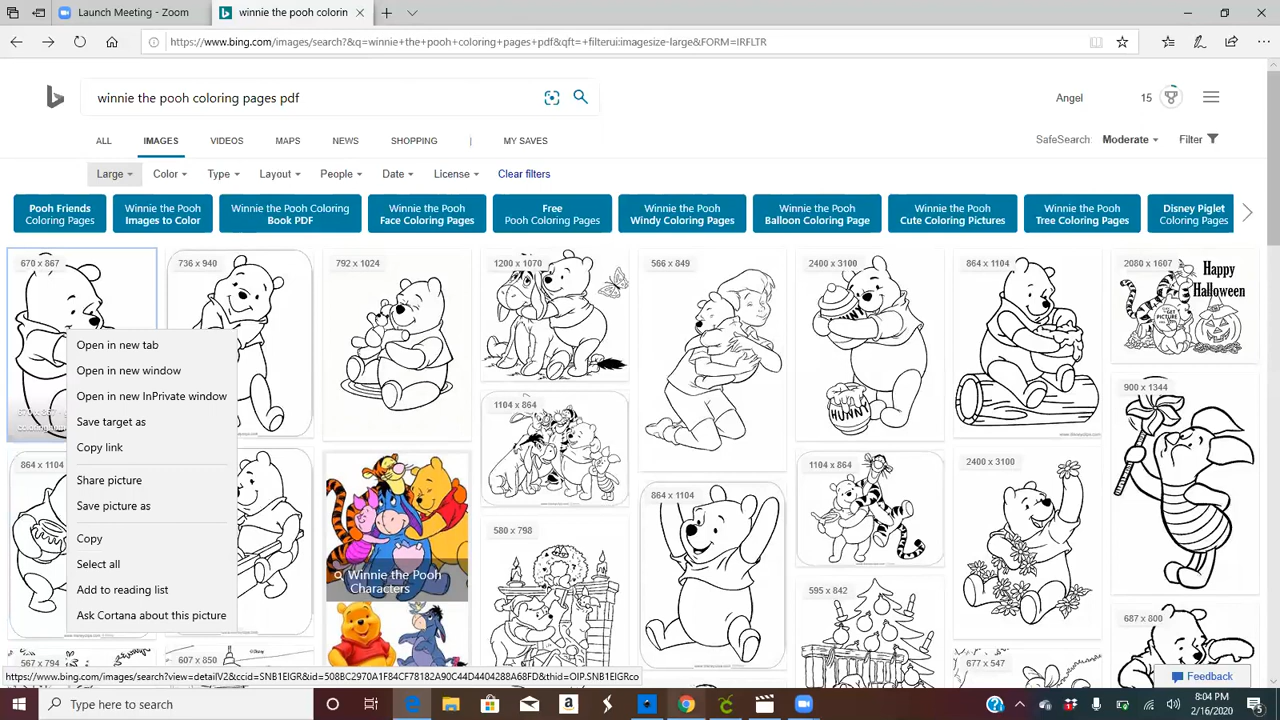 Launch Meeting - Zoom
winnie the pooh colorin
https://www.bing.com/images/search?&q=winnie+the+pooh+coloring+pages+pdf&qft=+filterui:imagesize-large&FORM=IRFLTR
winnie the pooh coloring pages pdf
Angel
15
ALL
IMAGES
VIDEOS
MAPS
NEWS
SHOPPING
|
MY SAVES
SafeSearch:
Moderate
Filter
Large
Color
Type
Layout
People
Date
License
Clear filters
Pooh Friends
Coloring Pages
Winnie the Pooh
Images to Color
Winnie the Pooh Coloring
Book PDF
Winnie the Pooh
Face Coloring Pages
Free
Pooh Coloring Pages
Winnie the Pooh
Windy Coloring Pages
Winnie the Pooh
Balloon Coloring Page
Winnie the Pooh
Cute Coloring Pictures
Winnie the Pooh
Tree Coloring Pages
Disney Piglet
Coloring Pages
670 x 867
736 x 940
792 x 1024
1200 x 1070
566 x 849
2400 x 3100
864 x 1104
2080 x 1607
Happy
Halloween
HUNNY
900 x 1344
1104 x 864
864 x 1104
1104 x 864
2400 x 3100
864 x 1104
580 x 798
595 x 842
687 x 800
567 x 794
607 x 850
677 x 547
Winnie the Pooh
Characters
Open in new tab
Open in new window
Open in new InPrivate window
Save target as
Copy link
Share picture
Save picture as
Copy
Select all
Add to reading list
Ask Cortana about this picture
https://www.bing.com/images/search?view=detailV2&ccid=SNB1EIGR&id=508BC2970A1F84CF78182A90C44D4404288A68FD&thid=OIP.SNB1EIGRco
Feedback
Type here to search
8:04 PM
2/16/2020